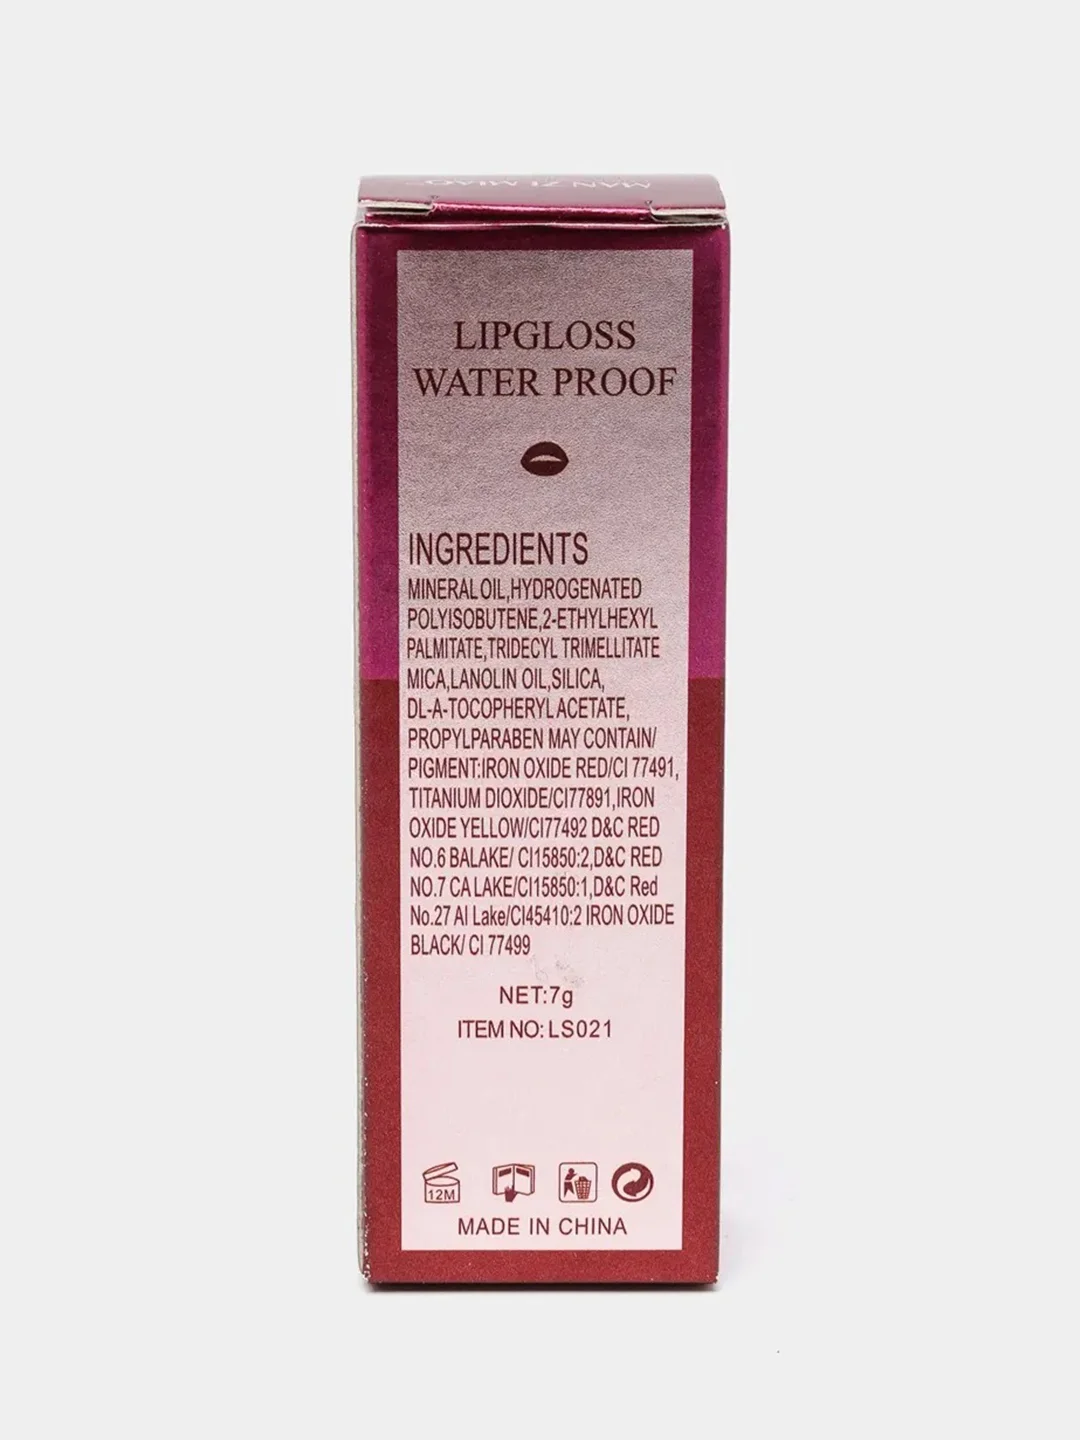 MAN ZI MIAO
LIPGLOSS
WATER PROOF
INGREDIENTS
MINERAL OIL,HYDROGENATED
POLYISOBUTENE,2-ETHYLHEXYL
PALMITATE,TRIDECYL TRIMELLITATE
MICA,LANOLIN OIL,SILICA,
DL-A-TOCOPHERYL ACETATE,
PROPYLPARABEN MAY CONTAIN/
PIGMENT:IRON OXIDE RED/CI 77491,
TITANIUM DIOXIDE/CI77891,IRON
OXIDE YELLOW/CI77492 D&C RED
NO.6 BALAKE/ CI15850:2,D&C RED
NO.7 CA LAKE/CI15850:1,D&C Red
No.27 Al Lake/CI45410:2 IRON OXIDE
BLACK/ CI 77499
NET:7g
ITEM NO: LS021
12M
MADE IN CHINA